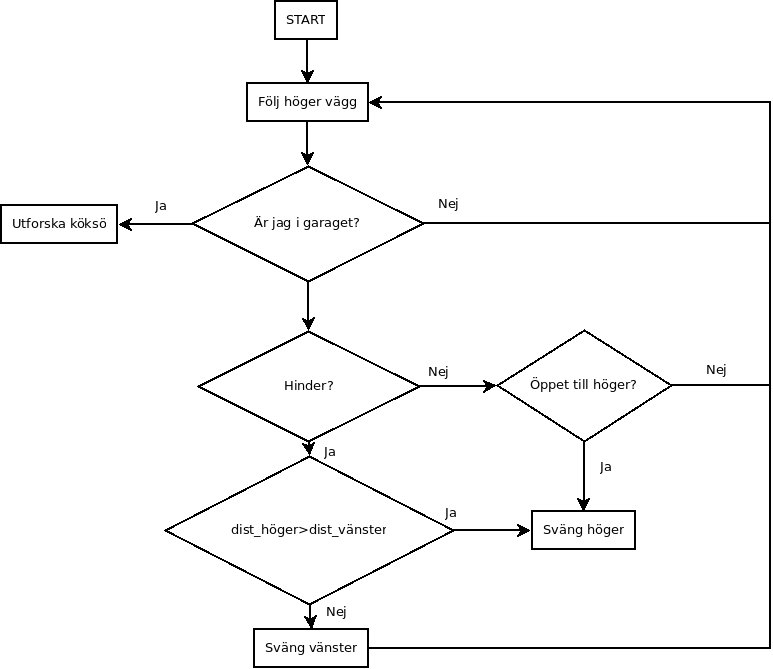 START
Följ höger vägg
Är jag i garaget?
Ja
Nej
Utforska köksö
Hinder?
Nej
Öppet till höger?
Nej
Ja
Ja
dist_höger>dist_vänster
Ja
Sväng höger
Nej
Sväng vänster